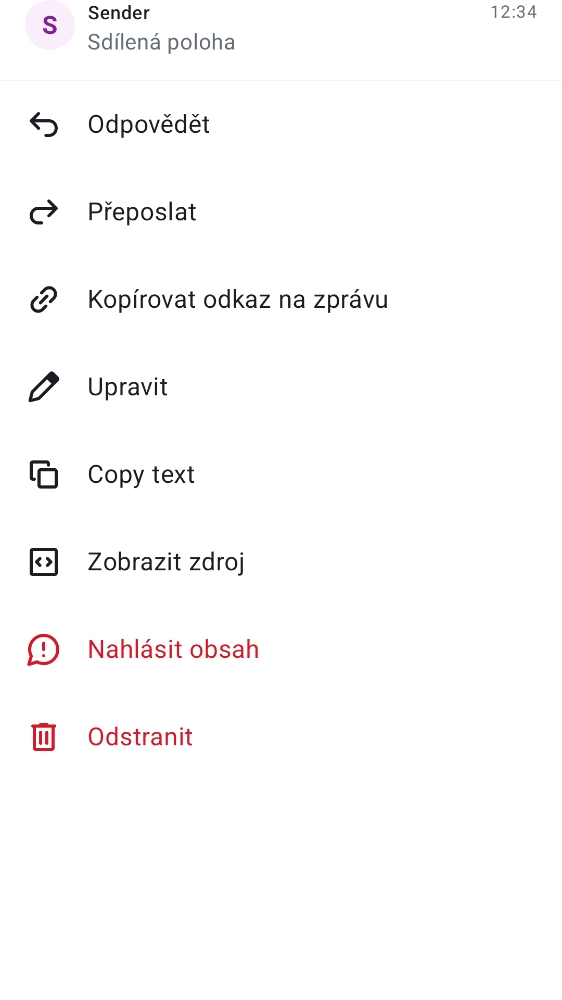 S
Sender
12:34
Sdílená poloha
Odpovědět
Přeposlat
Kopírovat odkaz na zprávu
Upravit
Copy text
Zobrazit zdroj
Nahlásit obsah
Odstranit